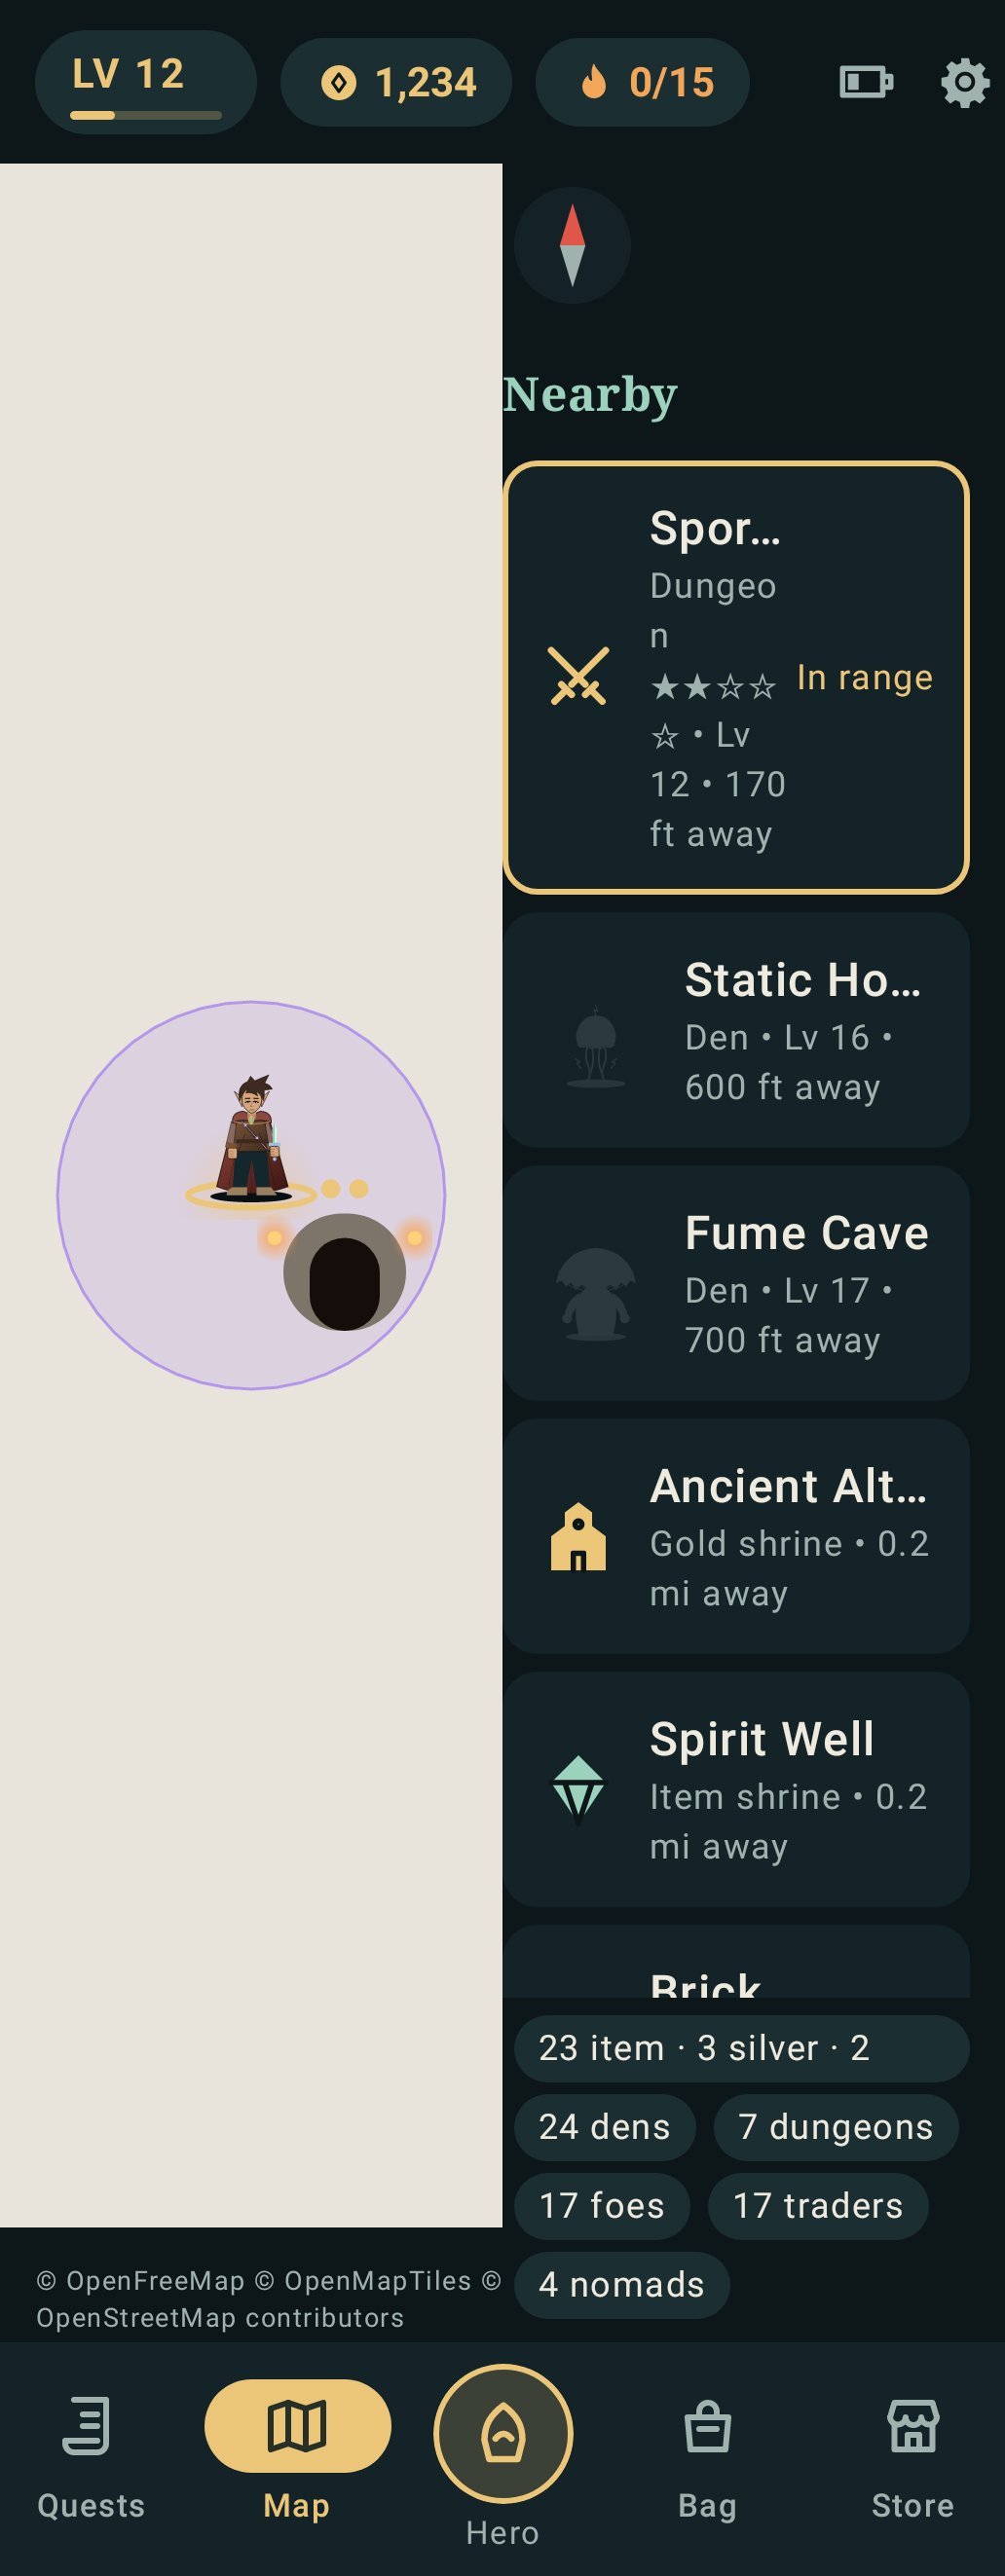 LV 12
1,234
0/15
Nearby
Spor…
Dungeo
n
★★☆☆
☆ • Lv
12 • 170
ft away
In range
Static Ho…
Den • Lv 16 •
600 ft away
Fume Cave
Den • Lv 17 •
700 ft away
Ancient Alt…
Gold shrine • 0.2
mi away
Spirit Well
Item shrine • 0.2
mi away
Brick
23 item · 3 silver · 2
24 dens
7 dungeons
17 foes
17 traders
4 nomads
© OpenFreeMap © OpenMapTiles ©
OpenStreetMap contributors
Quests
Map
Hero
Bag
Store